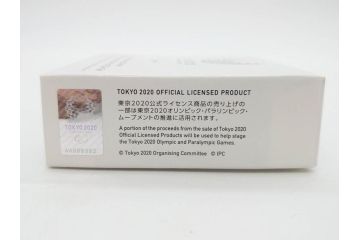 TOKYO 2020 OFFICIAL LICENSED PRODUCT
東京2020公式ライセンス商品の売り上げの
一部は東京2020オリンピック・パラリンピック・
ムーブメントの推進に活用されます。
A portion of the proceeds from the sale of Tokyo 2020
Official Licensed Products will be used to help stage
the Tokyo 2020 Olympic and Paralympic Games.
© Tokyo 2020 Organising Committee © IPC
TOKYO 2020